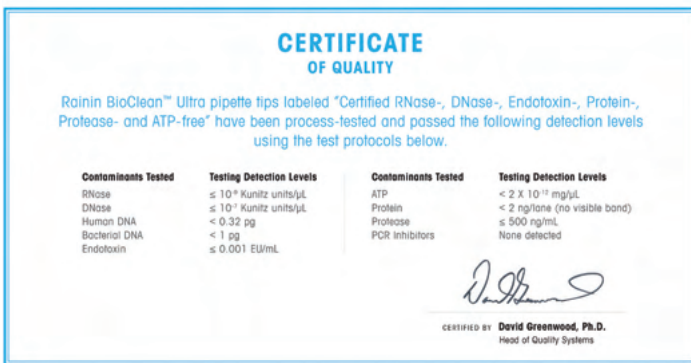 CERTIFICATE
OF QUALITY
Rainin BioClean™ Ultra pipette tips labeled "Certified RNase-, DNase-, Endotoxin-, Protein-,
Protease- and ATP-free" have been process-tested and passed the following detection levels
using the test protocols below.
Contaminants Tested Testing Detection Levels
RNase ≤ 10⁻⁹ Kunitz units/µL
DNase ≤ 10⁻⁷ Kunitz units/µL
Human DNA < 0.32 pg
Bacterial DNA < 1 pg
Endotoxin ≤ 0.001 EU/mL
Contaminants Tested Testing Detection Levels
ATP < 2 X 10⁻¹² mg/µL
Protein < 2 ng/lane (no visible band)
Protease ≤ 500 ng/mL
PCR Inhibitors None detected
CERTIFIED BY David Greenwood, Ph.D.
Head of Quality Systems